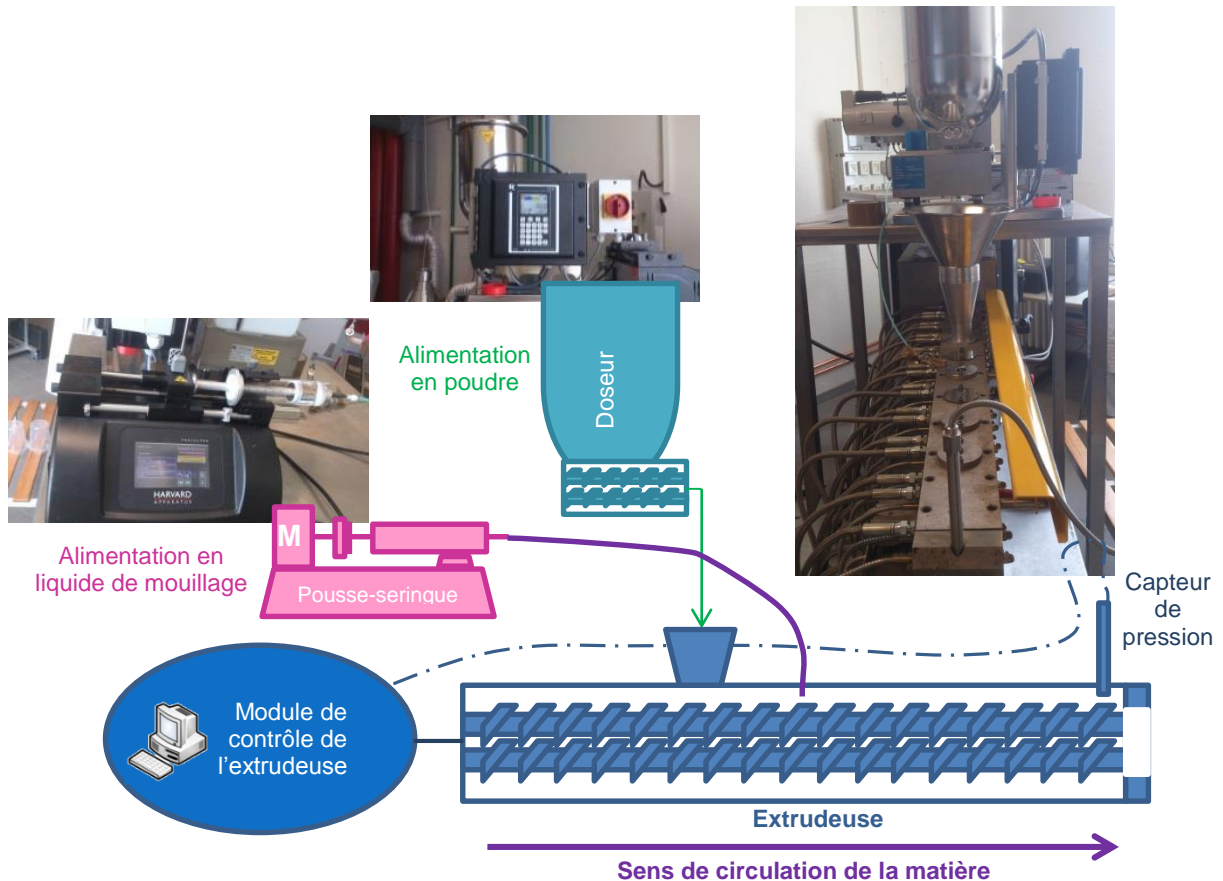 Alimentation
en poudre
Doseur
HARVARD
APPARATUS
M
Alimentation en
liquide de mouillage
Pousse-seringue
Capteur
de
pression
Module de
contrôle de
l'extrudeuse
Extrudeuse
Sens de circulation de la matière